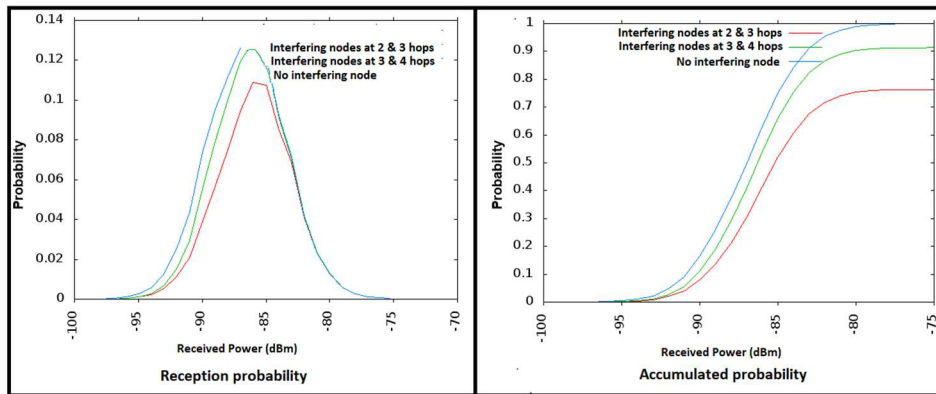 0.14
0.12
0.1
0.08
0.06
0.04
0.02
0
Probability
Interfering nodes at 2 & 3 hops
Interfering nodes at 3 & 4 hops
No interfering node
-100
-95
-90
-85
-80
-75
-70
Received Power (dBm)
Reception probability
1
0.9
0.8
0.7
0.6
0.5
0.4
0.3
0.2
0.1
0
Probability
Interfering nodes at 2 & 3 hops
Interfering nodes at 3 & 4 hops
No interfering node
-100
-95
-90
-85
-80
-75
Received Power (dBm)
Accumulated probability